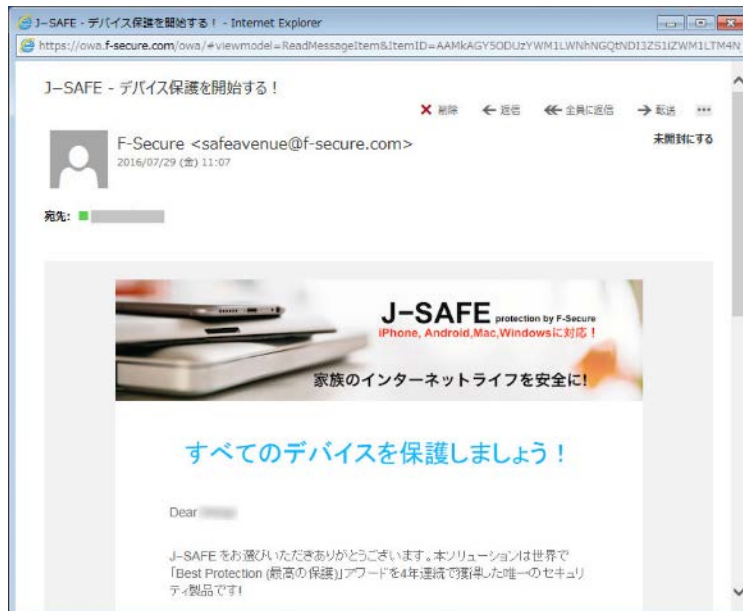 J-SAFE - デバイス保護を開始する！ - Internet Explorer
https://owa.f-secure.com/owa/#viewmodel=ReadMessageItem&ItemID=AAMkAGY5ODUzYWM1LWNhNGQtNDI3ZS1iZWM1LTM4N
J-SAFE - デバイス保護を開始する！
削除 返信 全員に返信 転送 ...
F-Secure <safeavenue@f-secure.com>
未開封にする
2016/07/29 (金) 11:07
宛先:
J-SAFE protection by F-Secure
iPhone, Android,Mac,Windowsに対応！
家族のインターネットライフを安全に!
すべてのデバイスを保護しましょう！
Dear
J-SAFE をお選びいただきありがとうございます。本ソリューションは世界で
「Best Protection (最高の保護)」アワードを4年連続で獲得した唯一のセキュリ
ティ製品です!